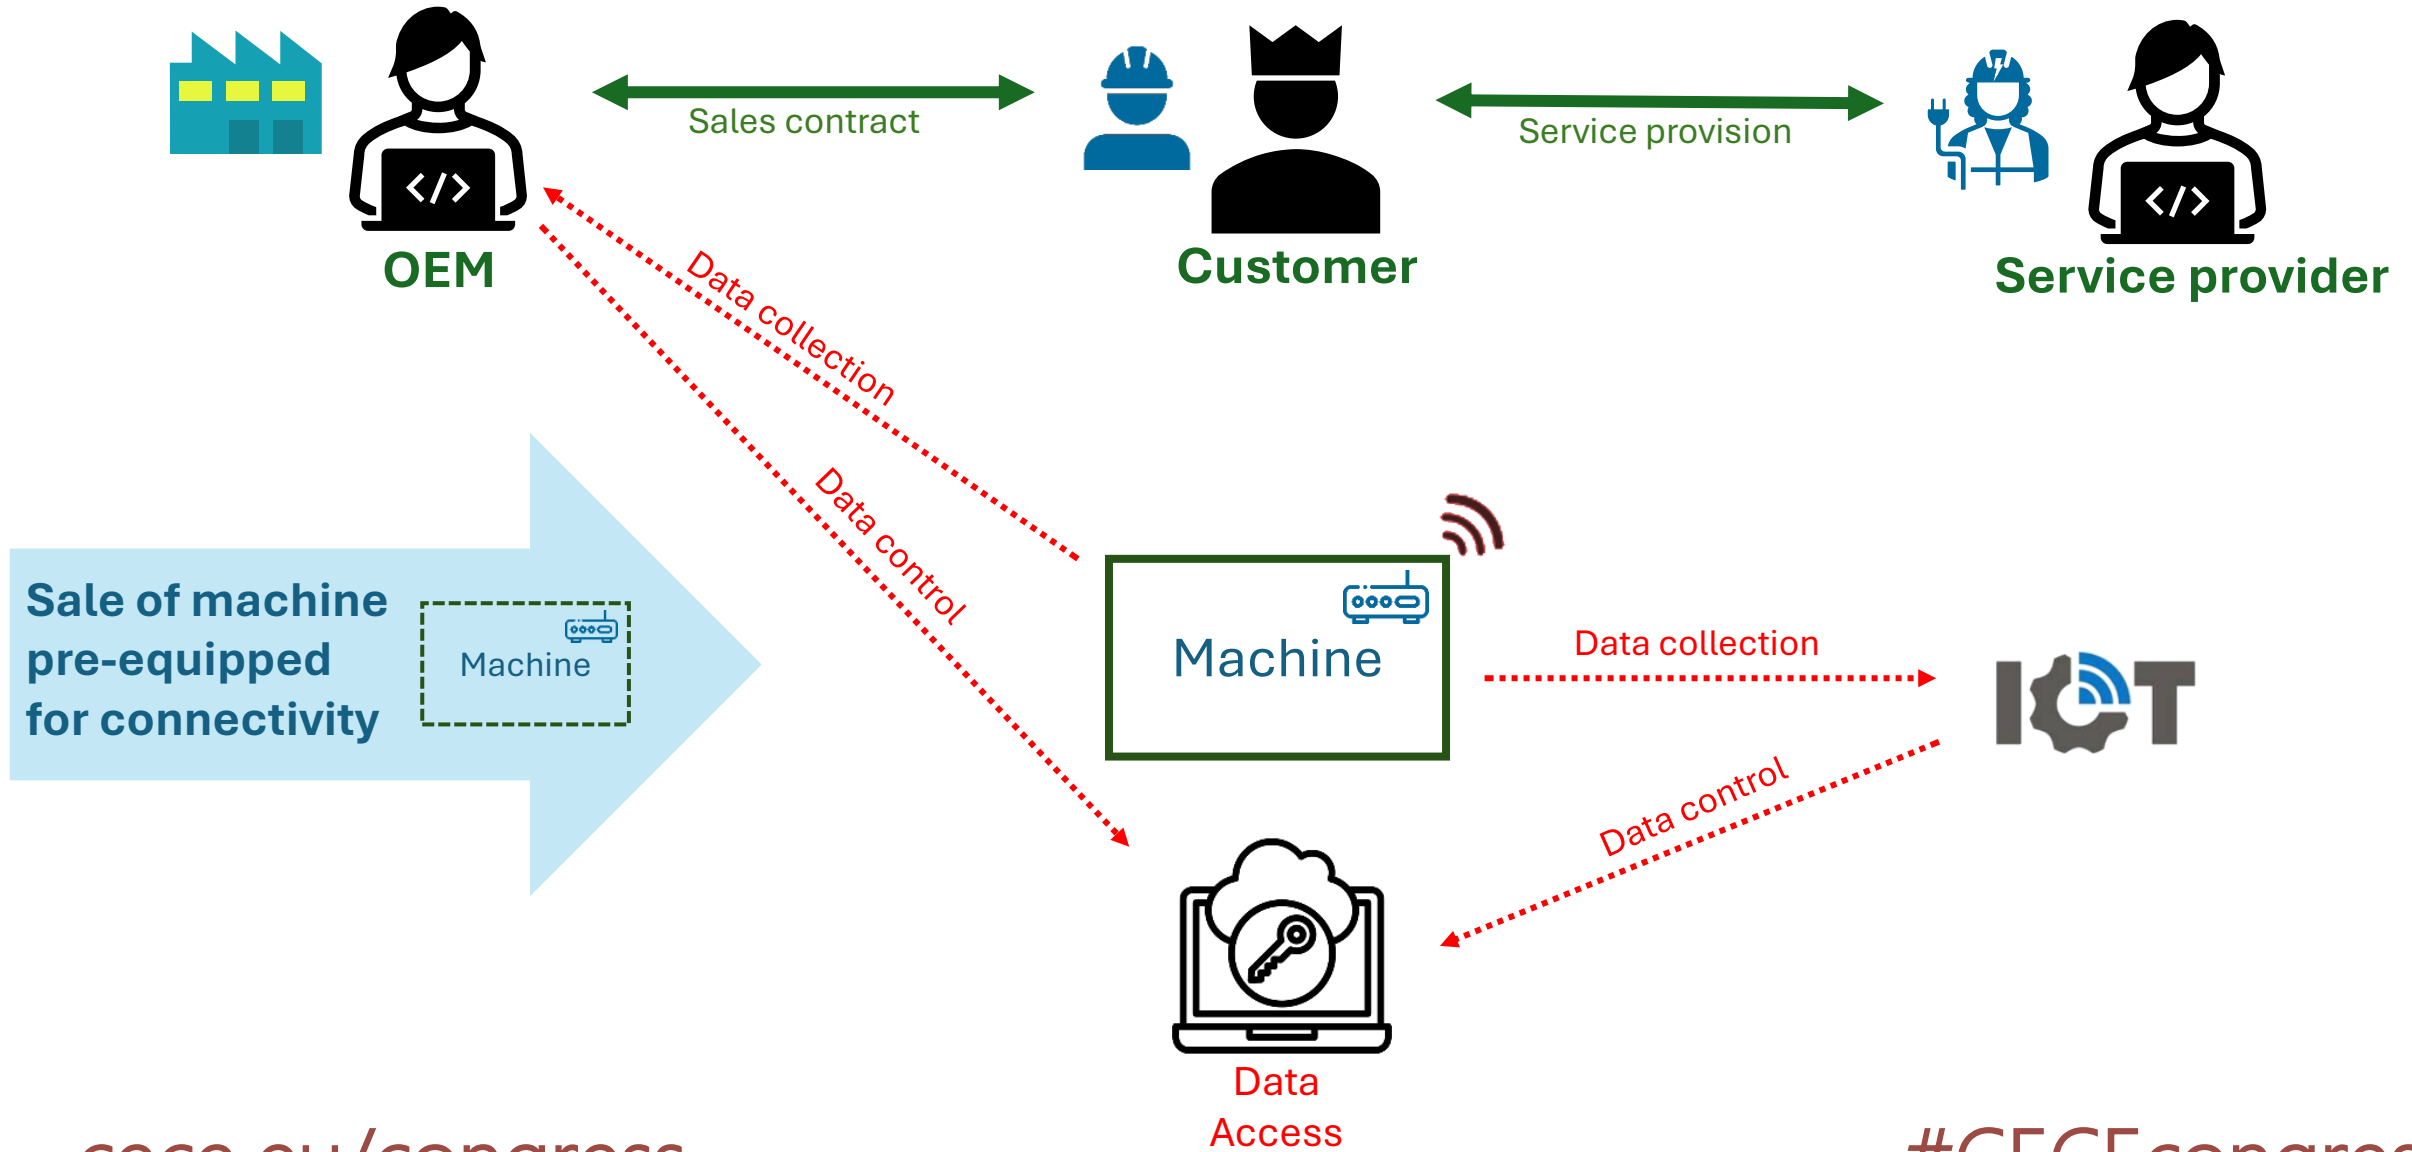 Sales contract
Service provision
OEM
Customer
Service provider
Data collection
Data control
Sale of machine
pre-equipped
for connectivity
Machine
Machine
Data collection
IOT
Data control
Data
Access